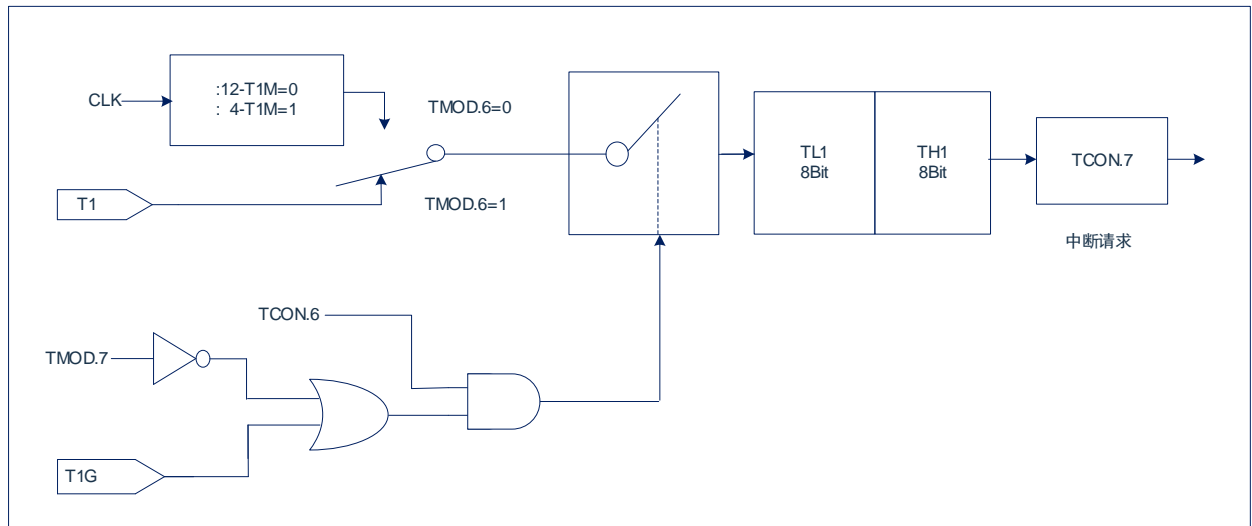 CLK
:12-T1M=0
: 4-T1M=1
TMOD.6=0
T1
TMOD.6=1
TL1
8Bit
TH1
8Bit
TCON.7
中断请求
TCON.6
TMOD.7
T1G